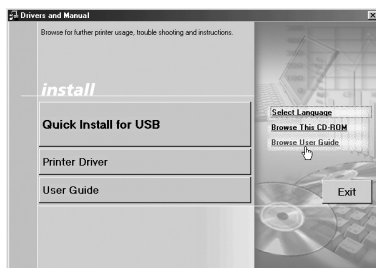 Drivers and Manual
Browse for further printer usage, trouble shooting and instructions.
install
Quick Install for USB
Printer Driver
User Guide
Select Language
Browse This CD-ROM
Browse User Guide
Exit